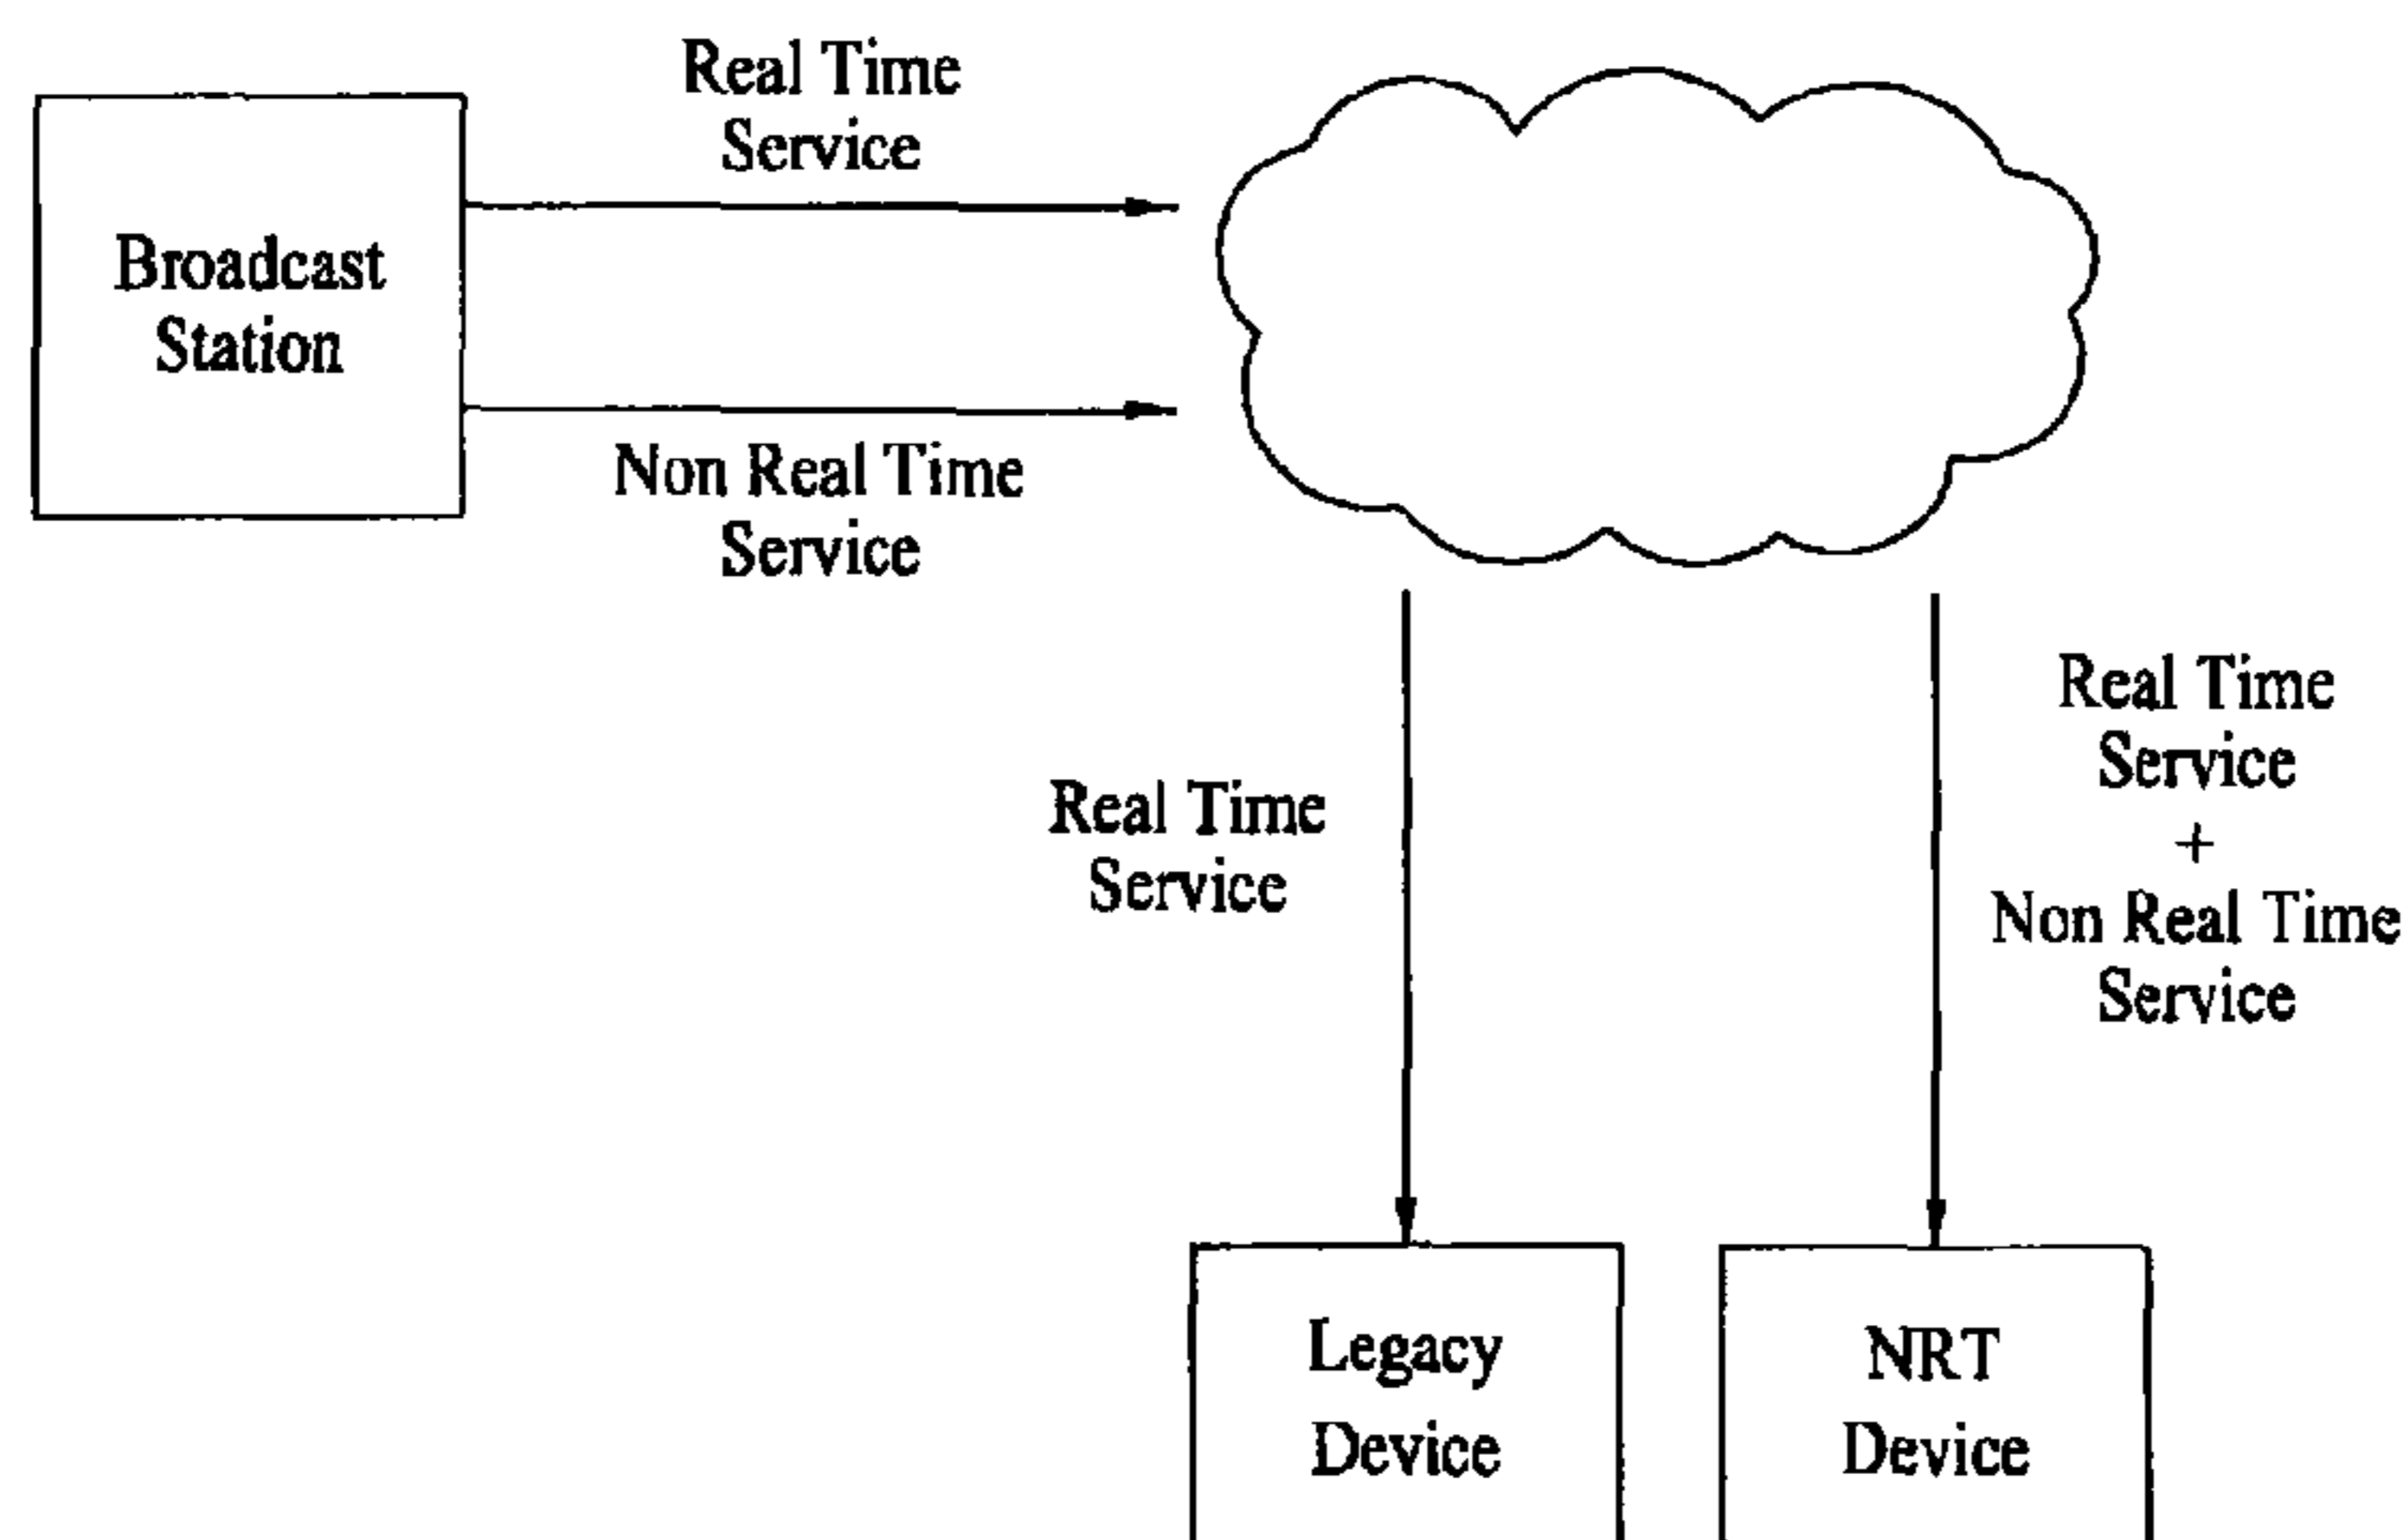 Real Time
Service
Broadcast
Station
Non Real Time
Service
Real Time
Service
Real Time
Service
+
Non Real Time
Service
Legacy
Device
NRT
Device